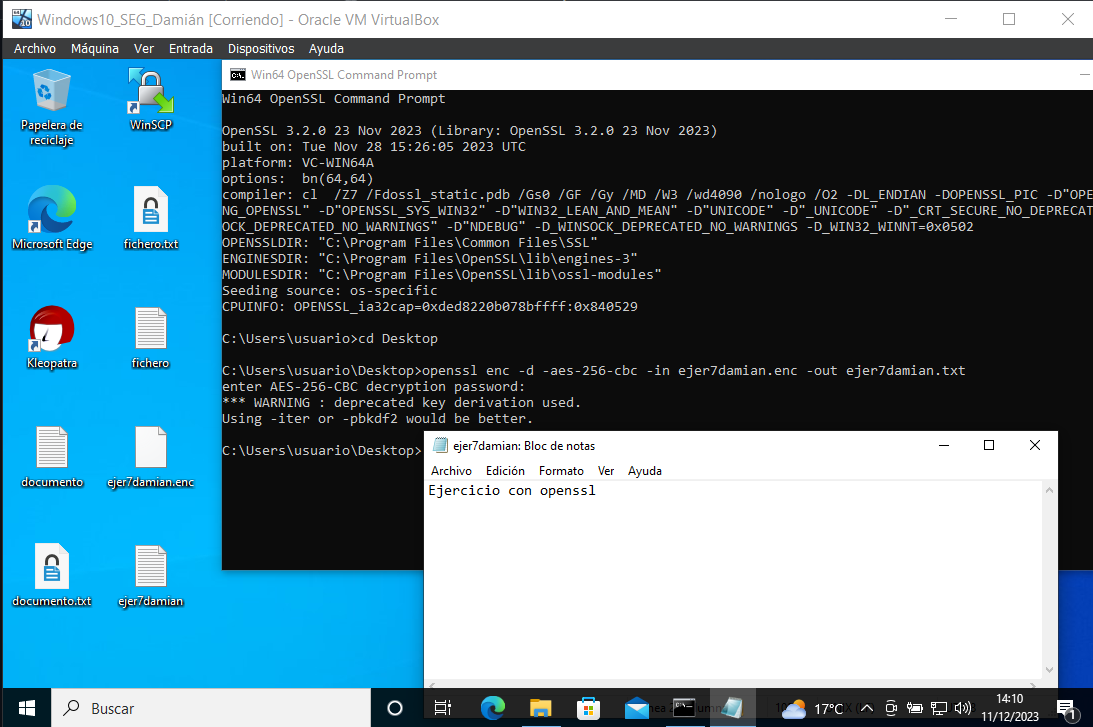 Windows10_SEG_Damián [Corriendo] - Oracle VM VirtualBox
Archivo Máquina Ver Entrada Dispositivos Ayuda
Papelera de
reciclaje
WinSCP
Microsoft Edge
fichero.txt
Kleopatra
fichero
documento
ejer7damian.enc
documento.txt
ejer7damian
Win64 OpenSSL Command Prompt
Win64 OpenSSL Command Prompt
OpenSSL 3.2.0 23 Nov 2023 (Library: OpenSSL 3.2.0 23 Nov 2023)
built on: Tue Nov 28 15:26:05 2023 UTC
platform: VC-WIN64A
options:  bn(64,64)
compiler: cl  /Z7 /Fdossl_static.pdb /Gs0 /GF /Gy /MD /W3 /wd4090 /nologo /O2 -DL_ENDIAN -DOPENSSL_PIC -D"OPE
NG_OPENSSL" -D"OPENSSL_SYS_WIN32" -D"WIN32_LEAN_AND_MEAN" -D"UNICODE" -D"_UNICODE" -D"_CRT_SECURE_NO_DEPRECAT
OCK_DEPRECATED_NO_WARNINGS" -D"NDEBUG" -D_WINSOCK_DEPRECATED_NO_WARNINGS -D_WIN32_WINNT=0x0502
OPENSSLDIR: "C:\Program Files\Common Files\SSL"
ENGINESDIR: "C:\Program Files\OpenSSL\lib\engines-3"
MODULESDIR: "C:\Program Files\OpenSSL\lib\ossl-modules"
Seeding source: os-specific
CPUINFO: OPENSSL_ia32cap=0xded8220b078bffff:0x840529
C:\Users\usuario>cd Desktop
C:\Users\usuario\Desktop>openssl enc -d -aes-256-cbc -in ejer7damian.enc -out ejer7damian.txt
enter AES-256-CBC decryption password:
*** WARNING : deprecated key derivation used.
Using -iter or -pbkdf2 would be better.
C:\Users\usuario\Desktop>
ejer7damian: Bloc de notas
Archivo Edición Formato Ver Ayuda
Ejercicio con openssl
Buscar
17°C
14:10
11/12/2023
1